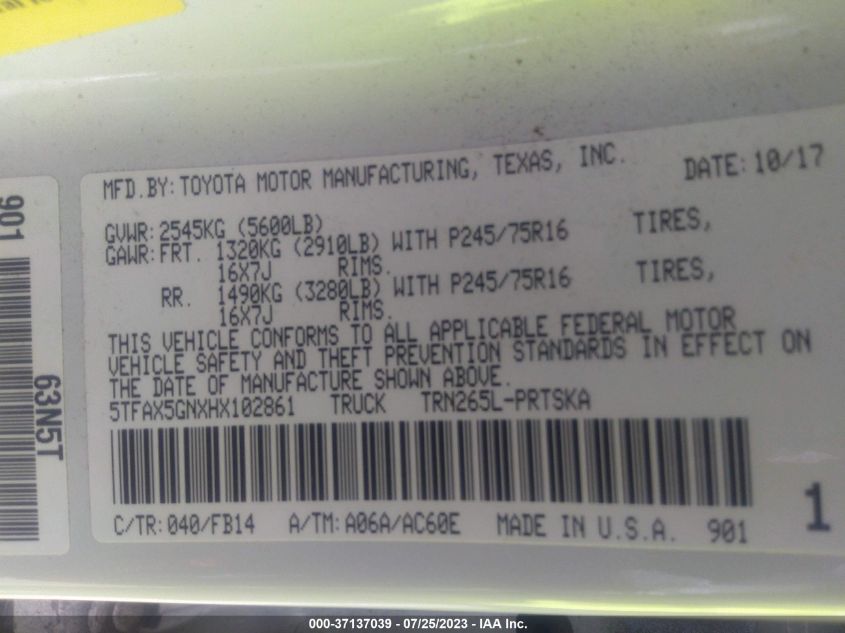 MFD.BY: TOYOTA MOTOR MANUFACTURING, TEXAS, INC. DATE: 10/17
GVWR: 2545KG (5600LB)
GAWR: FRT. 1320KG (2910LB) WITH P245/75R16 TIRES,
16X7J RIMS.
RR. 1490KG (3280LB) WITH P245/75R16 TIRES,
16X7J RIMS.
THIS VEHICLE CONFORMS TO ALL APPLICABLE FEDERAL MOTOR
VEHICLE SAFETY AND THEFT PREVENTION STANDARDS IN EFFECT ON
THE DATE OF MANUFACTURE SHOWN ABOVE.
5TFAX5GNXHX102861 TRUCK TRN265L-PRTSKA
C/TR: 040/FB14 A/TM: A06A/AC60E MADE IN U.S.A. 901
1
901
63N5T
000-37137039 - 07/25/2023 - IAA Inc.